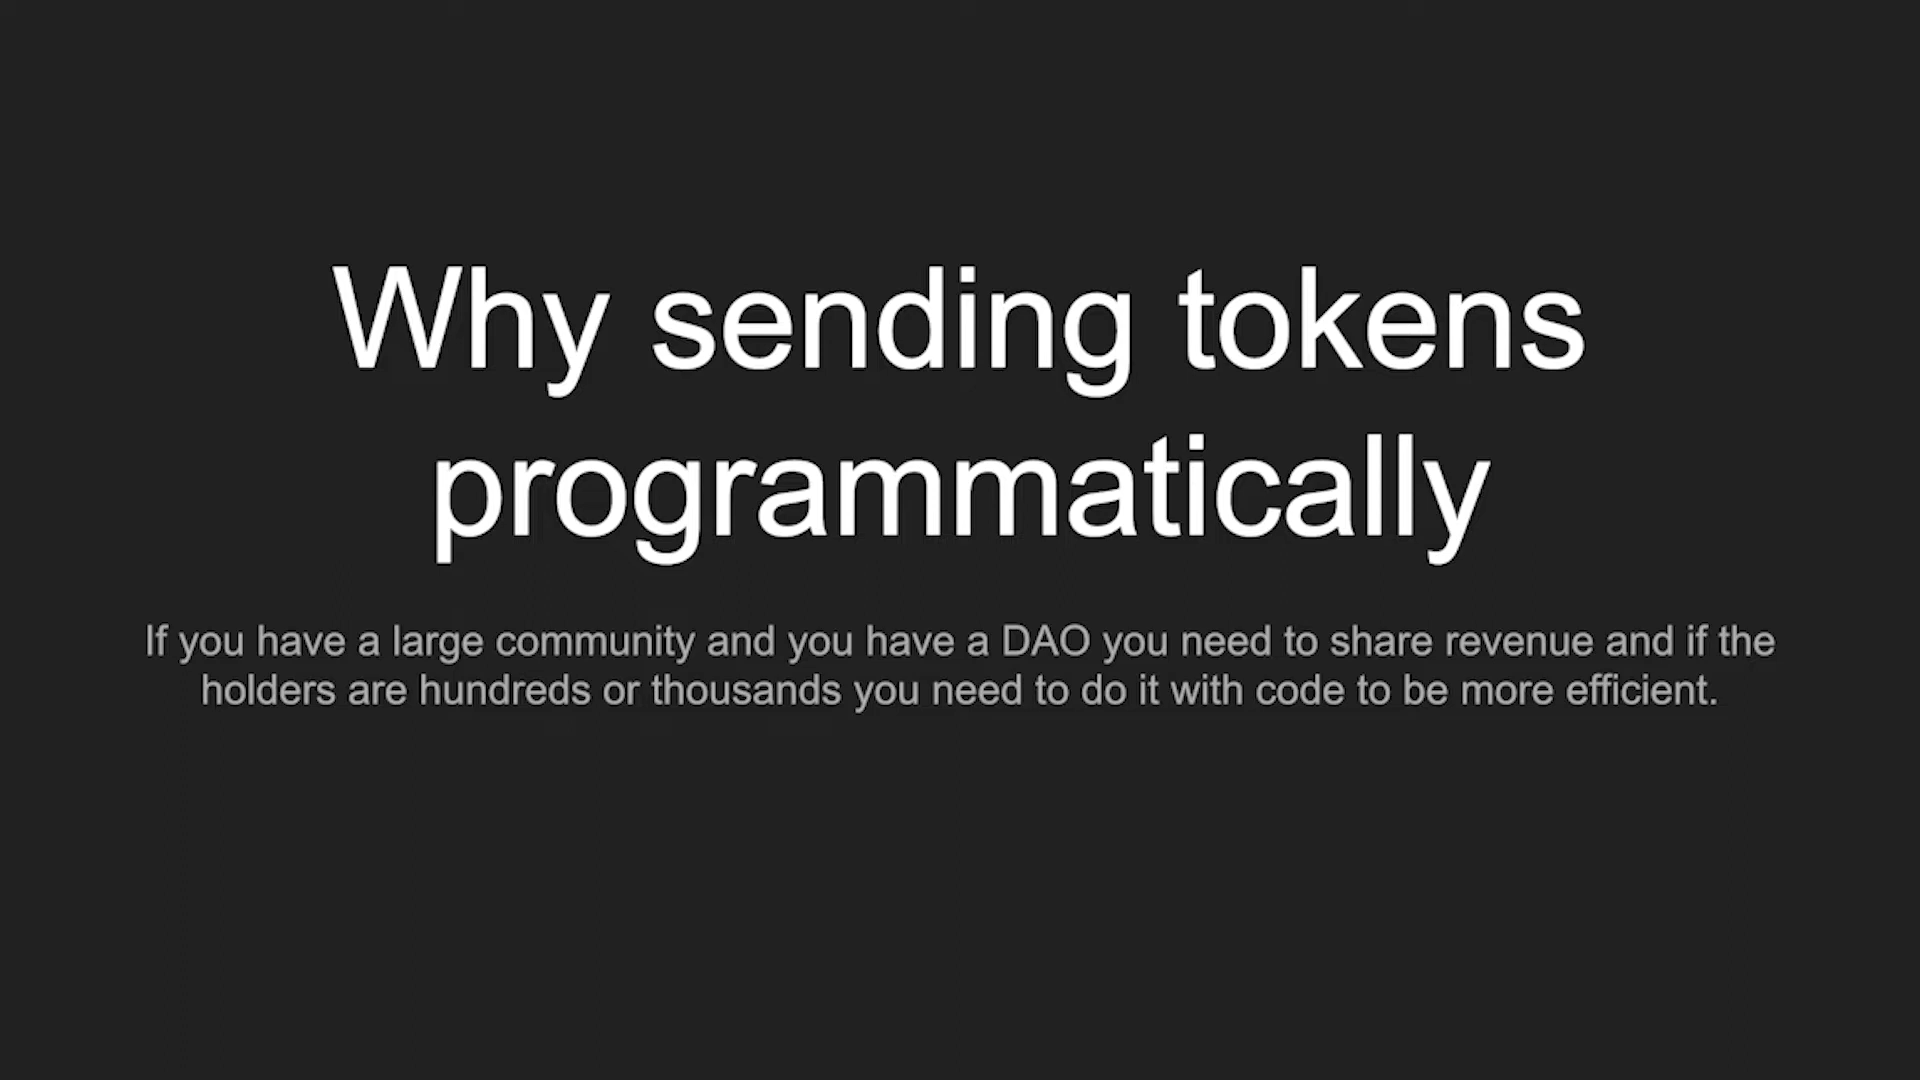 Why sending tokens
programmatically
If you have a large community and you have a DAO you need to share revenue and if the
holders are hundreds or thousands you need to do it with code to be more efficient.